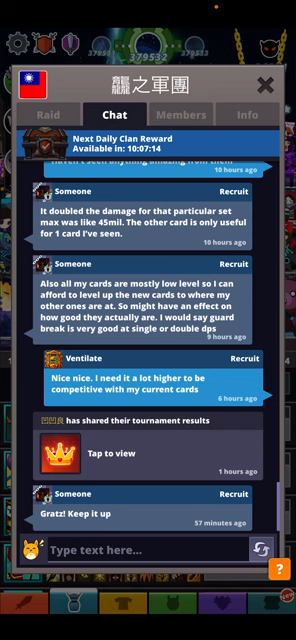 379532
龘之軍團
Raid
Chat
Members
Info
Next Daily Clan Reward
Available in: 10:07:14
Haven't seen anything amazing from them
10 hours ago
Someone
Recruit
It doubled the damage for that particular set
max was like 45mil. The other card is only useful
for 1 card I've seen.
10 hours ago
Someone
Recruit
Also all my cards are mostly low level so I can
afford to level up the new cards to where my
other ones are at. So might have an effect on
how good they actually are. I would say guard
break is very good at single or double dps
9 hours ago
Ventilate
Recruit
Nice nice. I need it a lot higher to be
competitive with my current cards
6 hours ago
凹凹良 has shared their tournament results
Tap to view
1 hours ago
Someone
Recruit
Gratz! Keep it up
57 minutes ago
Type text here...
?
New